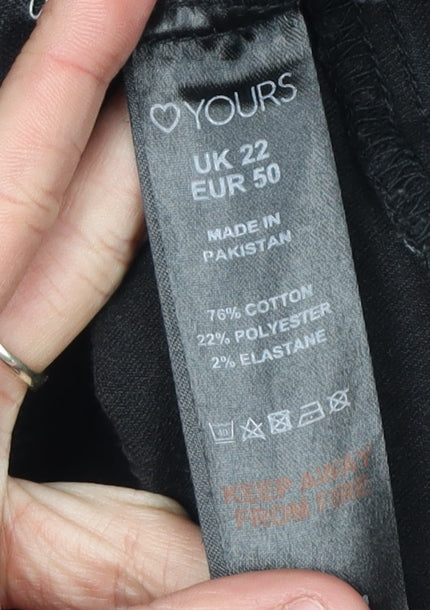 YOURS
UK 22
EUR 50
MADE IN
PAKISTAN
76% COTTON
22% POLYESTER
2% ELASTANE
KEEP AWAY
FROM FIRE